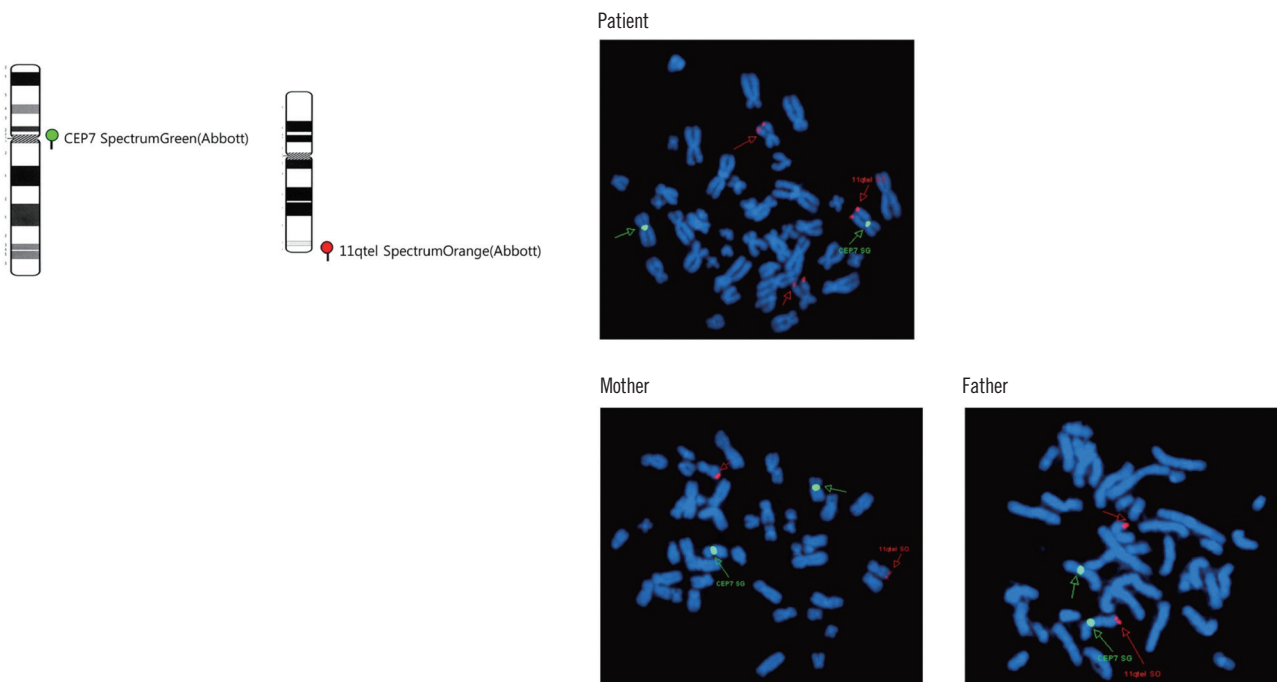 Patient
CEP7 SpectrumGreen(Abbott)
11qtel SpectrumOrange(Abbott)
11qtel SO
CEP7 SG
Mother
Father
11qtel SO
CEP7 SG
CEP7 SG
11qtel SO